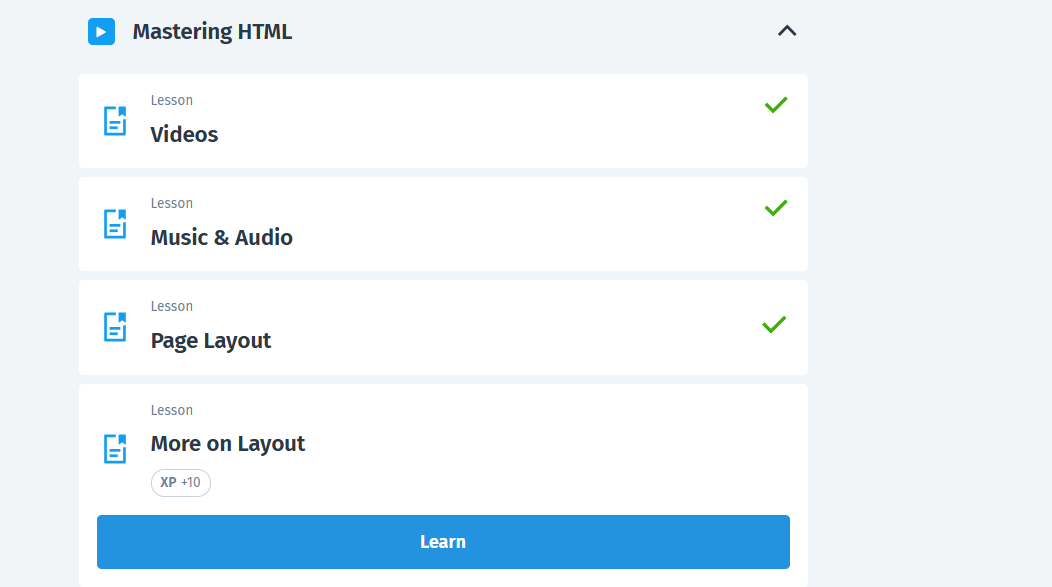 Mastering HTML
Lesson
Videos
Lesson
Music & Audio
Lesson
Page Layout
Lesson
More on Layout
XP +10
Learn